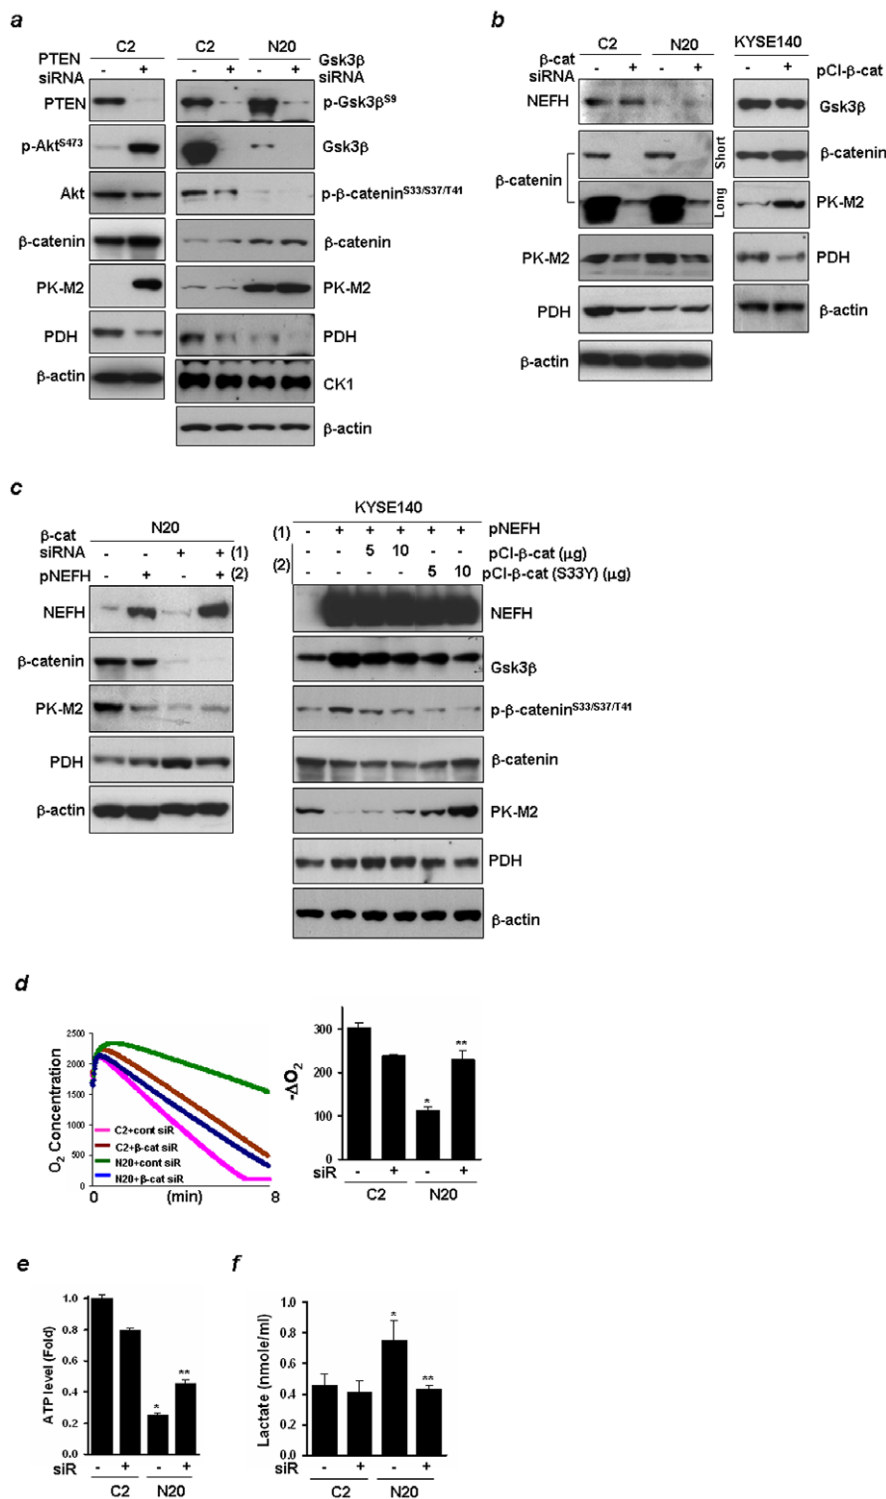 a
C2
C2
N20
PTEN
siRNA
- +
- + - +
Gsk3β
siRNA
PTEN
p-Gsk3β^S9
p-Akt^S473
Gsk3β
Akt
p-β-catenin^S33/S37/T41
β-catenin
β-catenin
PK-M2
PK-M2
PDH
PDH
β-actin
CK1
β-actin
b
C2
N20
KYSE140
β-cat
siRNA
- + - +
- +
pCI-β-cat
NEFH
Gsk3β
β-catenin
Short
Long
β-catenin
PK-M2
PK-M2
PDH
PDH
β-actin
β-actin
c
N20
β-cat
siRNA
- - + + (1)
pNEFH
- + - + (2)
NEFH
β-catenin
PK-M2
PDH
β-actin
KYSE140
(1) - + + + + + pNEFH
(2)
- - 5 10 - - pCI-β-cat (μg)
- - - - 5 10 pCI-β-cat (S33Y) (μg)
NEFH
Gsk3β
p-β-catenin^S33/S37/T41
β-catenin
PK-M2
PDH
β-actin
d
O2 Concentration
2500
2000
1500
1000
500
0
C2+cont siR
C2+β-cat siR
N20+cont siR
N20+β-cat siR
0 (min) 8
-ΔO2
300
200
100
0
*
**
siR - + - +
C2 N20
e
ATP level (Fold)
1.0
0.8
0.6
0.4
0.2
0.0
*
**
siR - + - +
C2 N20
f
Lactate (nmole/ml)
1.0
0.8
0.6
0.4
0.2
0.0
*
**
siR - + - +
C2 N20